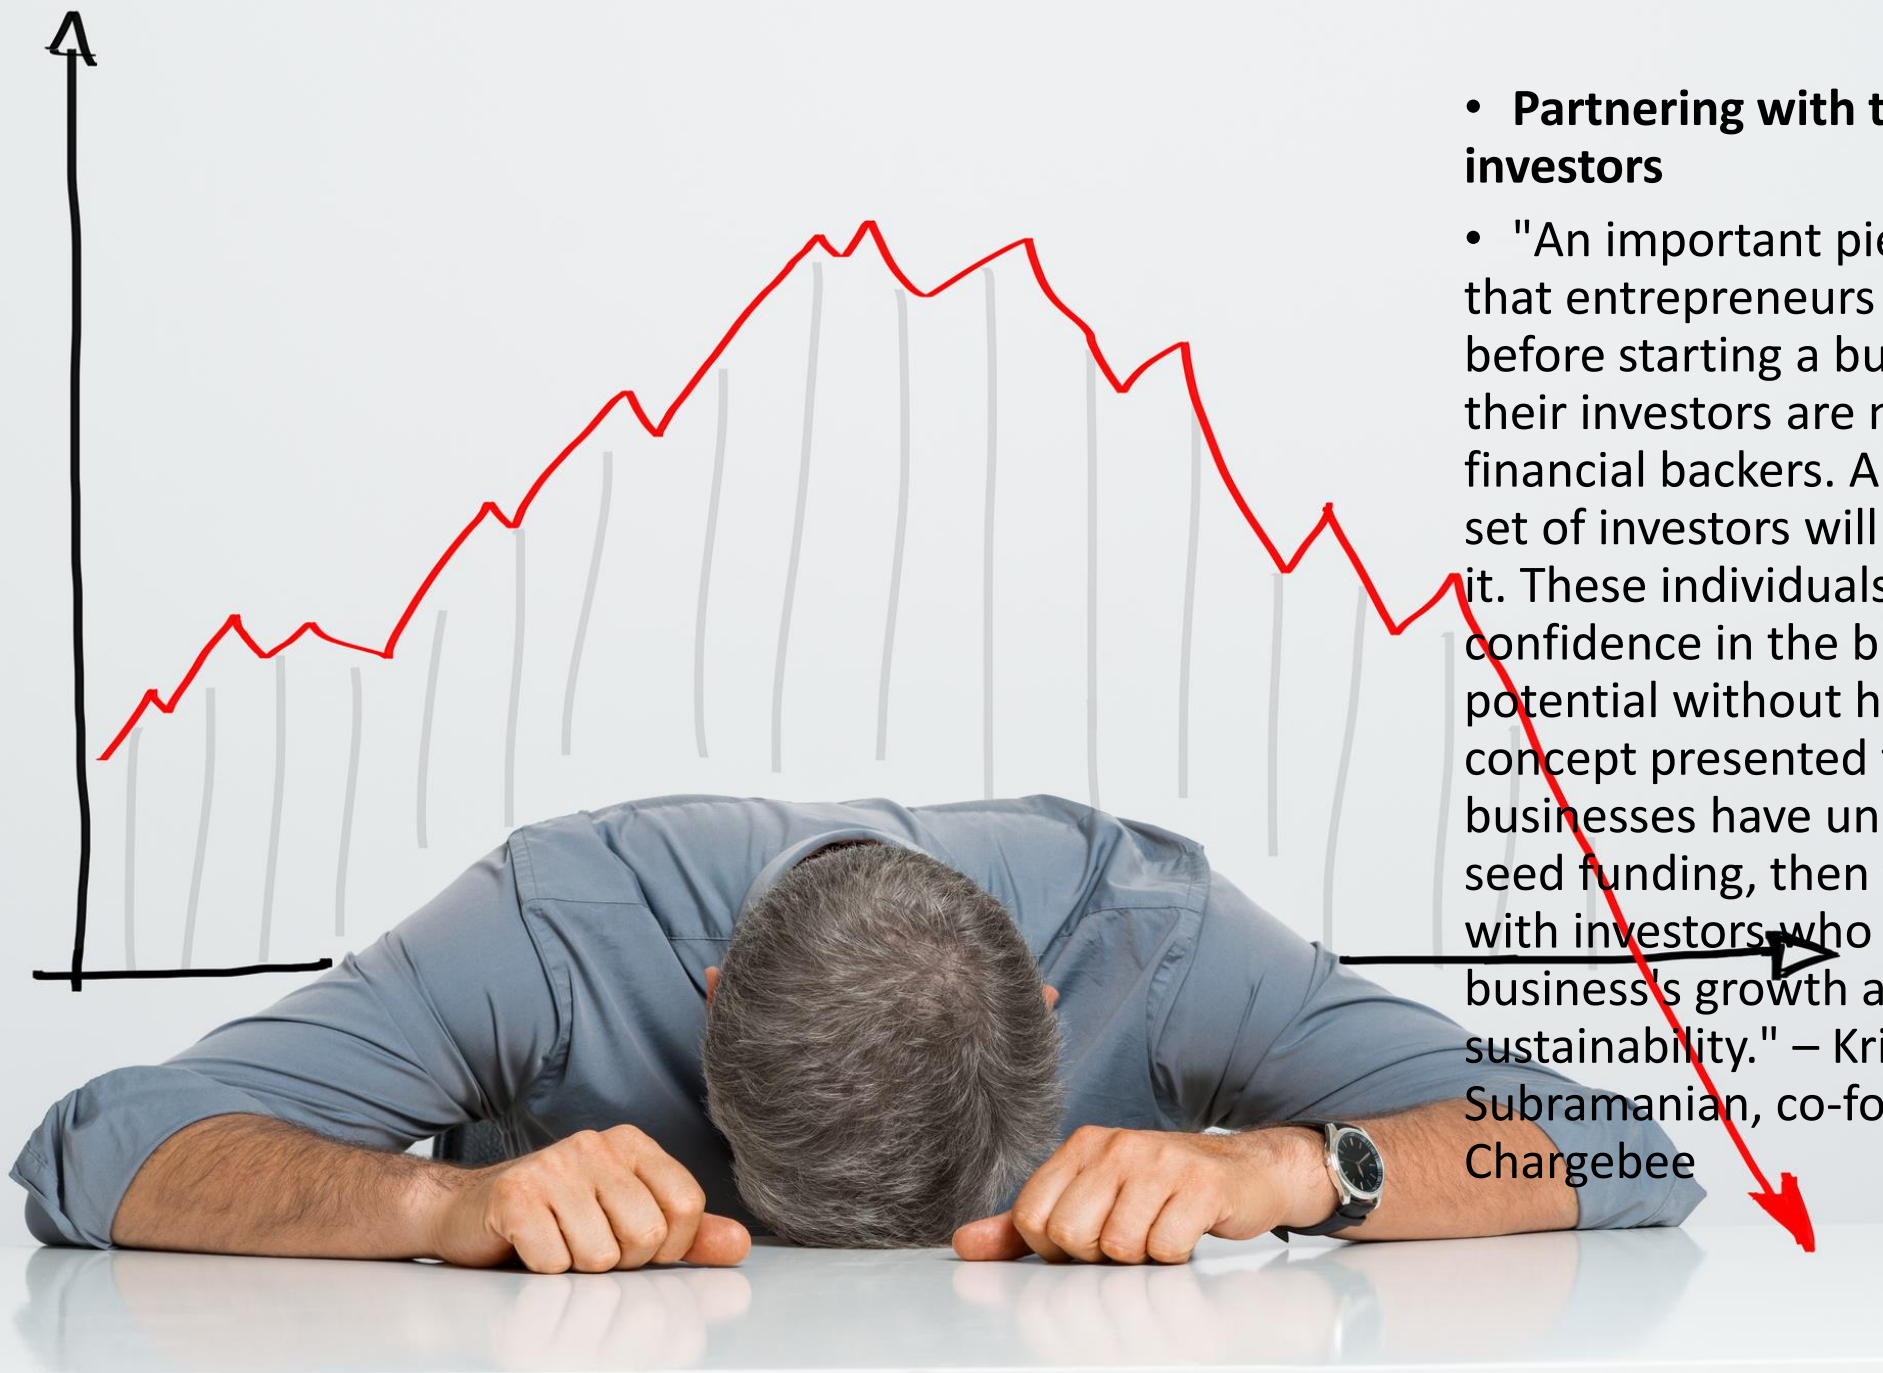 • Partnering with t
investors
• "An important pie
that entrepreneurs
before starting a bu
their investors are r
financial backers. A
set of investors will
it. These individuals
confidence in the b
potential without h
concept presented
businesses have un
seed funding, then
with investors who
business's growth a
sustainability." – Kri
Subramanian, co-fo
Chargebee